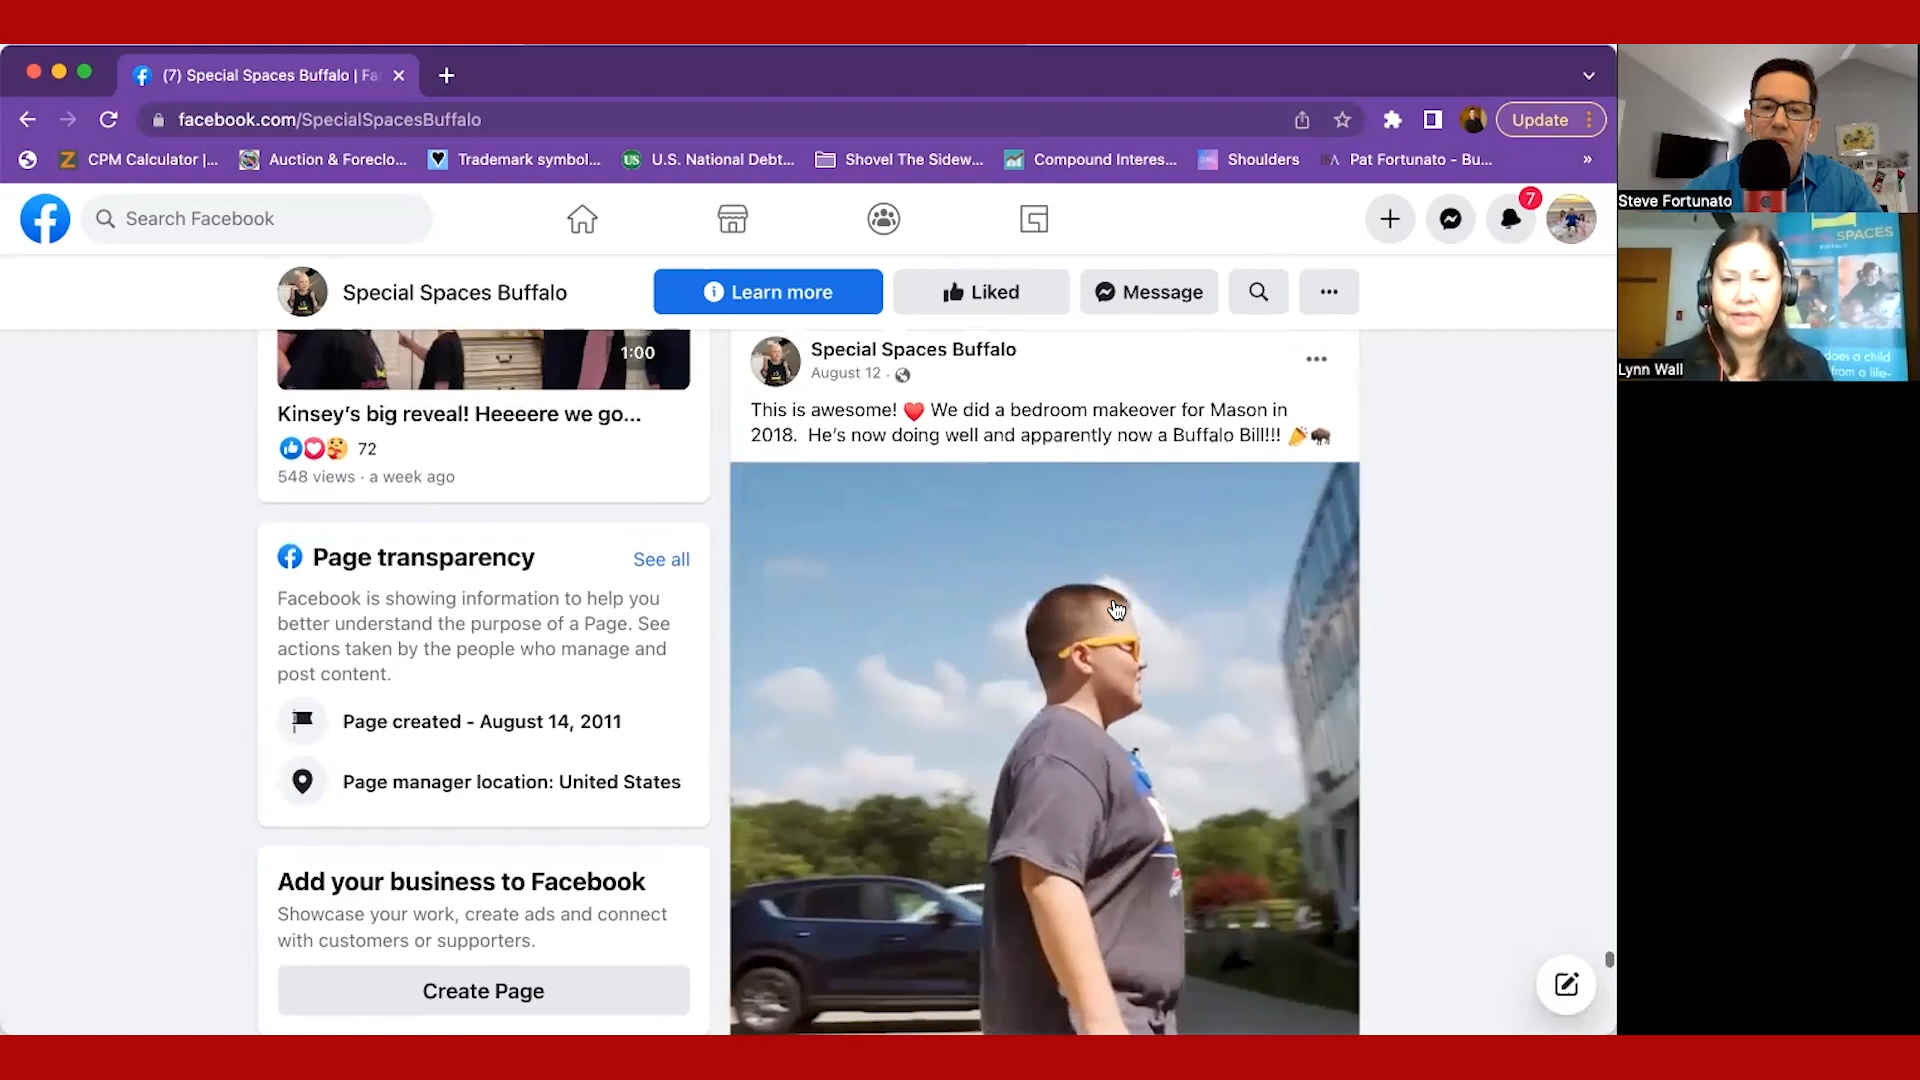 (7) Special Spaces Buffalo | Fa
facebook.com/SpecialSpacesBuffalo
Update
CPM Calculator |...
Auction & Foreclo...
Trademark symbol...
US
U.S. National Debt...
Shovel The Sidew...
Compound Interes...
Shoulders
Pat Fortunato - Bu...
»
Search Facebook
7
Special Spaces Buffalo
Learn more
Liked
Message
1:00
Kinsey's big reveal! Heeeere we go...
72
548 views · a week ago
Page transparency
See all
Facebook is showing information to help you
better understand the purpose of a Page. See
actions taken by the people who manage and
post content.
Page created - August 14, 2011
Page manager location: United States
Add your business to Facebook
Showcase your work, create ads and connect
with customers or supporters.
Create Page
Special Spaces Buffalo
August 12 ·
This is awesome! ❤️ We did a bedroom makeover for Mason in
2018. He's now doing well and apparently now a Buffalo Bill!!! 🎉🦬
Steve Fortunato
SPACES
BUFFALO
does a child
from a life-
Lynn Wall